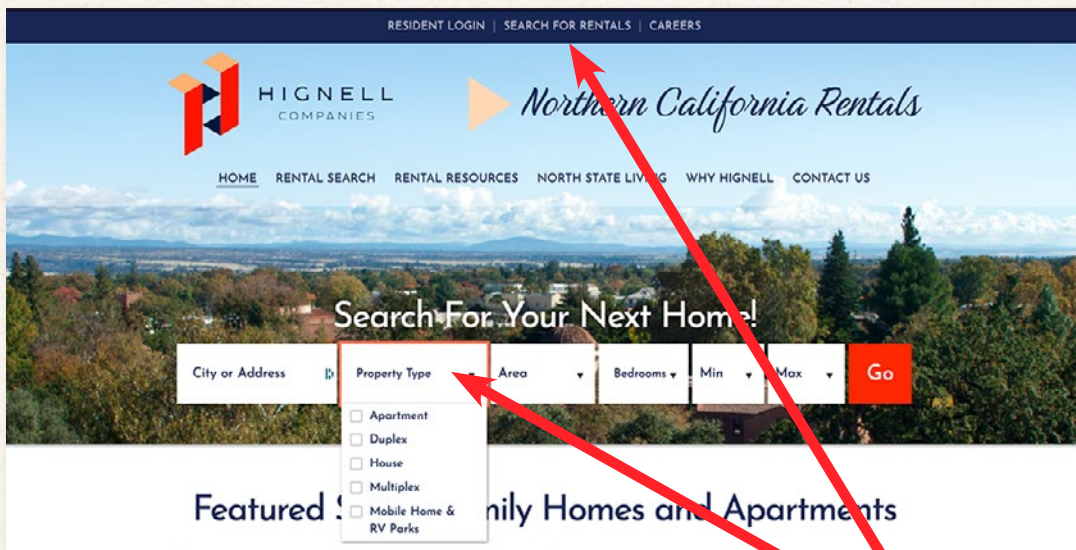 RESIDENT LOGIN | SEARCH FOR RENTALS | CAREERS
HIGNELL
COMPANIES
Northern California Rentals
HOME RENTAL SEARCH RENTAL RESOURCES NORTH STATE LIVING WHY HIGNELL CONTACT US
Search For Your Next Home!
City or Address Property Type Area Bedrooms Min Max Go
Apartment
Duplex
House
Multiplex
Mobile Home &
RV Parks
Featured Homes and Apartments